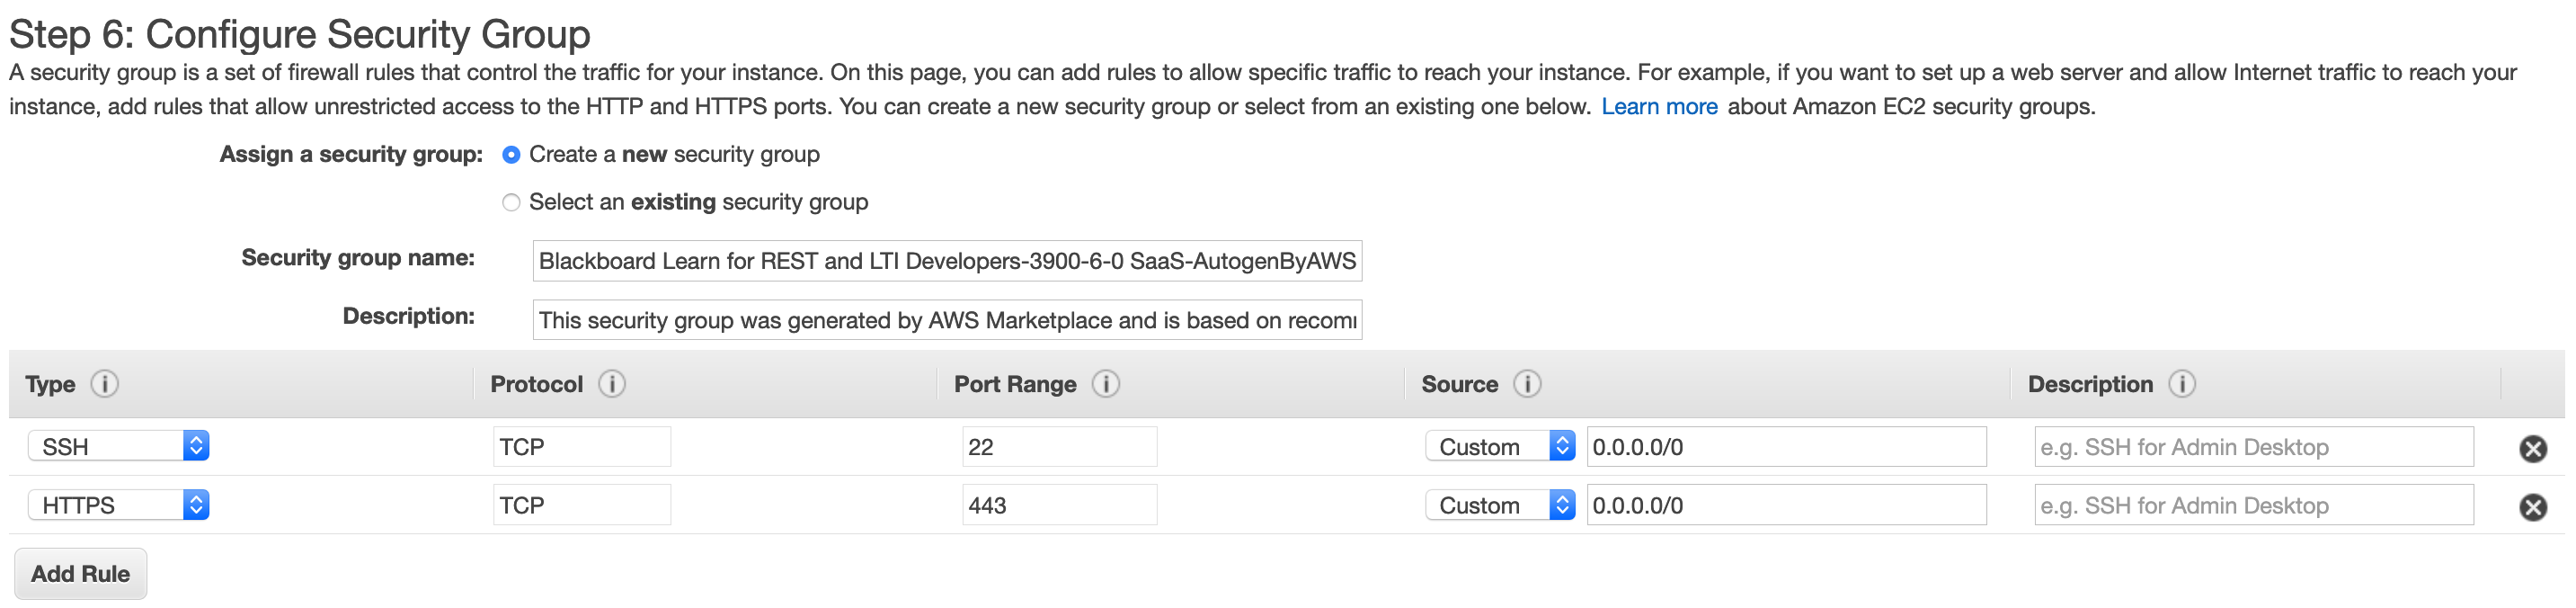 Step 6: Configure Security Group
A security group is a set of firewall rules that control the traffic for your instance. On this page, you can add rules to allow specific traffic to reach your instance. For example, if you want to set up a web server and allow Internet traffic to reach your
instance, add rules that allow unrestricted access to the HTTP and HTTPS ports. You can create a new security group or select from an existing one below. Learn more about Amazon EC2 security groups.
Assign a security group: Create a new security group
Select an existing security group
Security group name: Blackboard Learn for REST and LTI Developers-3900-6-0 SaaS-AutogenByAWS
Description: This security group was generated by AWS Marketplace and is based on
Type i Protocol i Port Range i Source i Description i
SSH TCP 22 Custom 0.0.0.0/0 e.g. SSH for Admin Desktop
HTTPS TCP 443 Custom 0.0.0.0/0 e.g. SSH for Admin Desktop
Add Rule